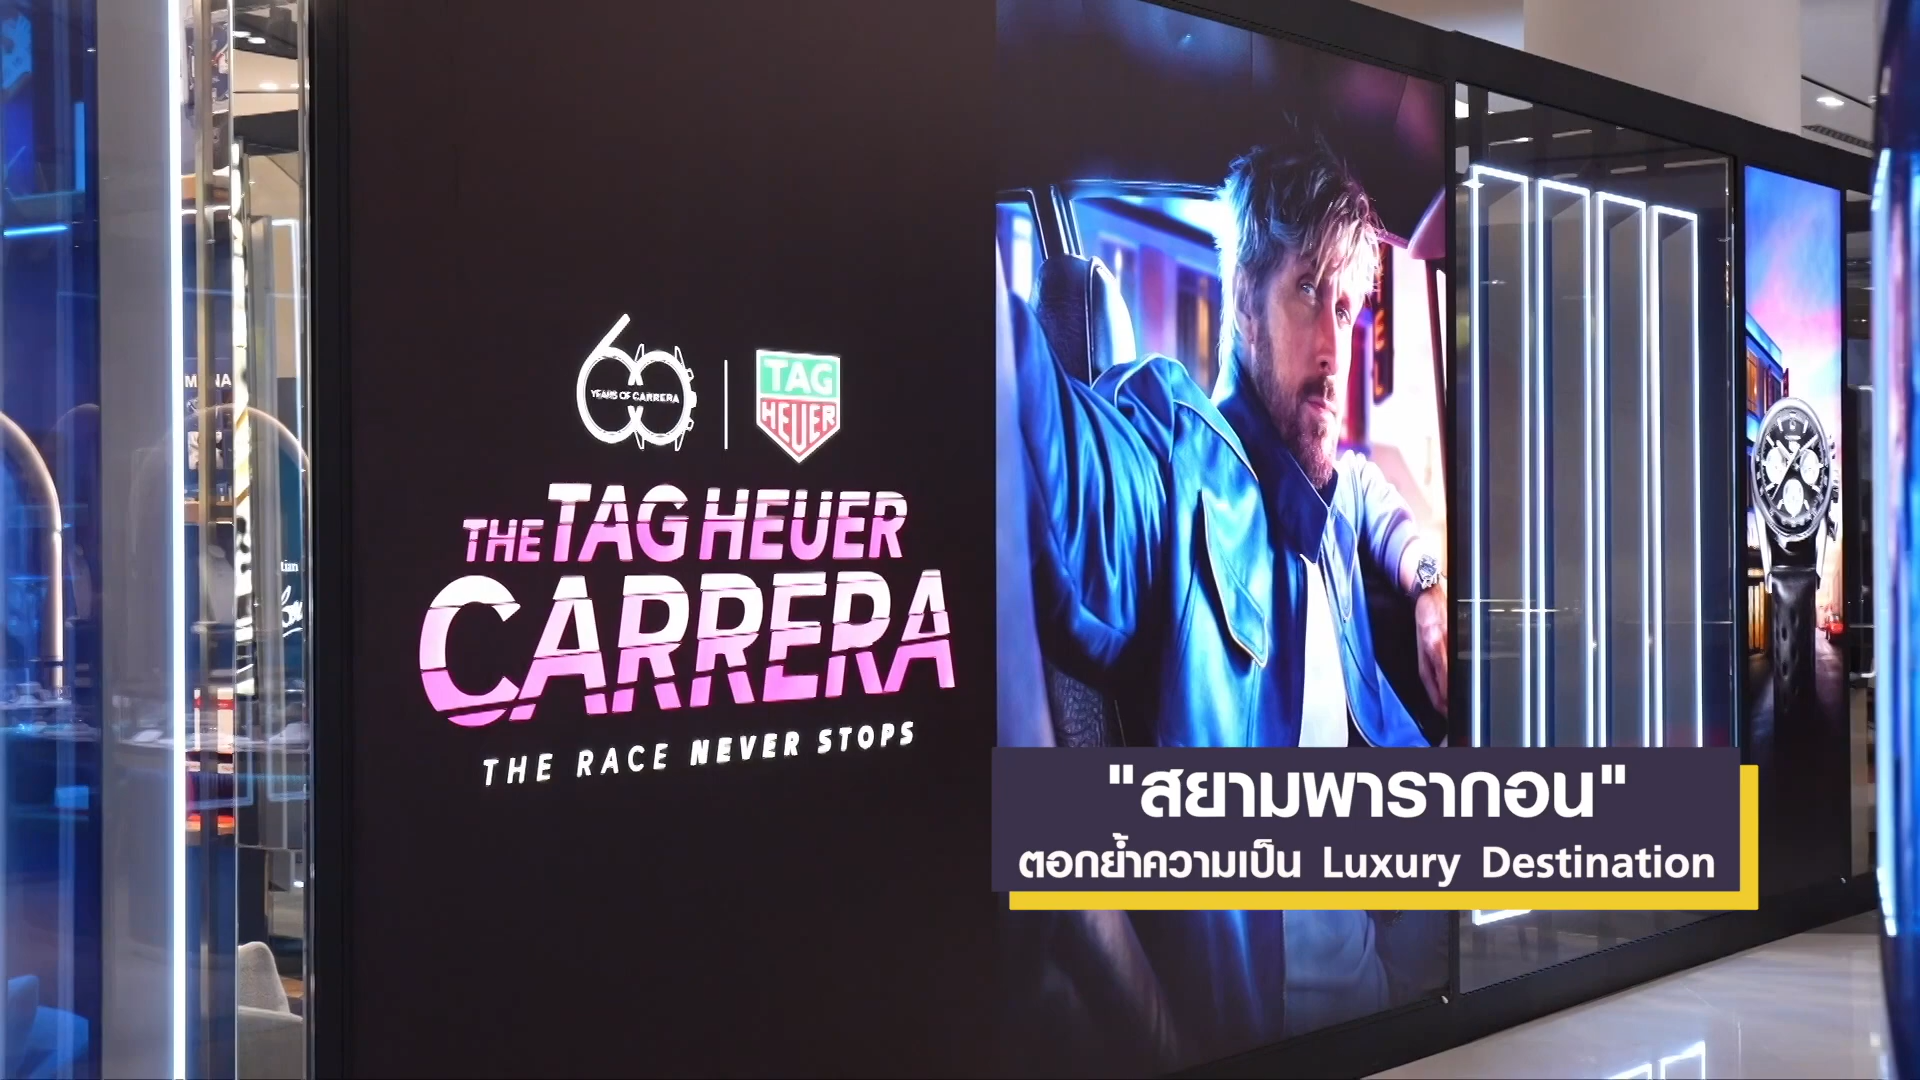 60
YEARS OF CARRERA
TAG
HEUER
THE TAG HEUER
CARRERA
THE RACE NEVER STOPS
"สยามพารากอน"
ตอกย้ำความเป็น Luxury Destination